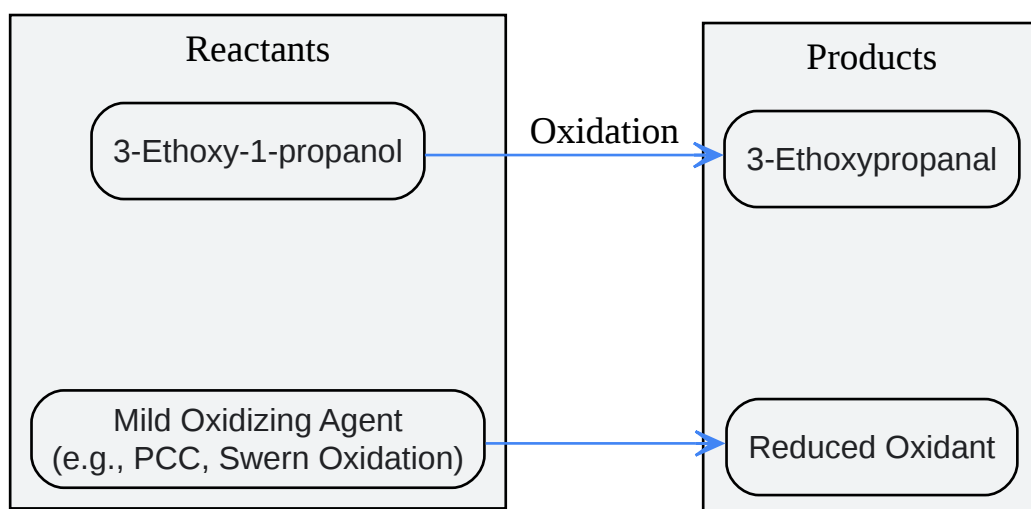 Reactants
Products
3-Ethoxy-1-propanol
Oxidation
3-Ethoxypropanal
Mild Oxidizing Agent
(e.g., PCC, Swern Oxidation)
Reduced Oxidant